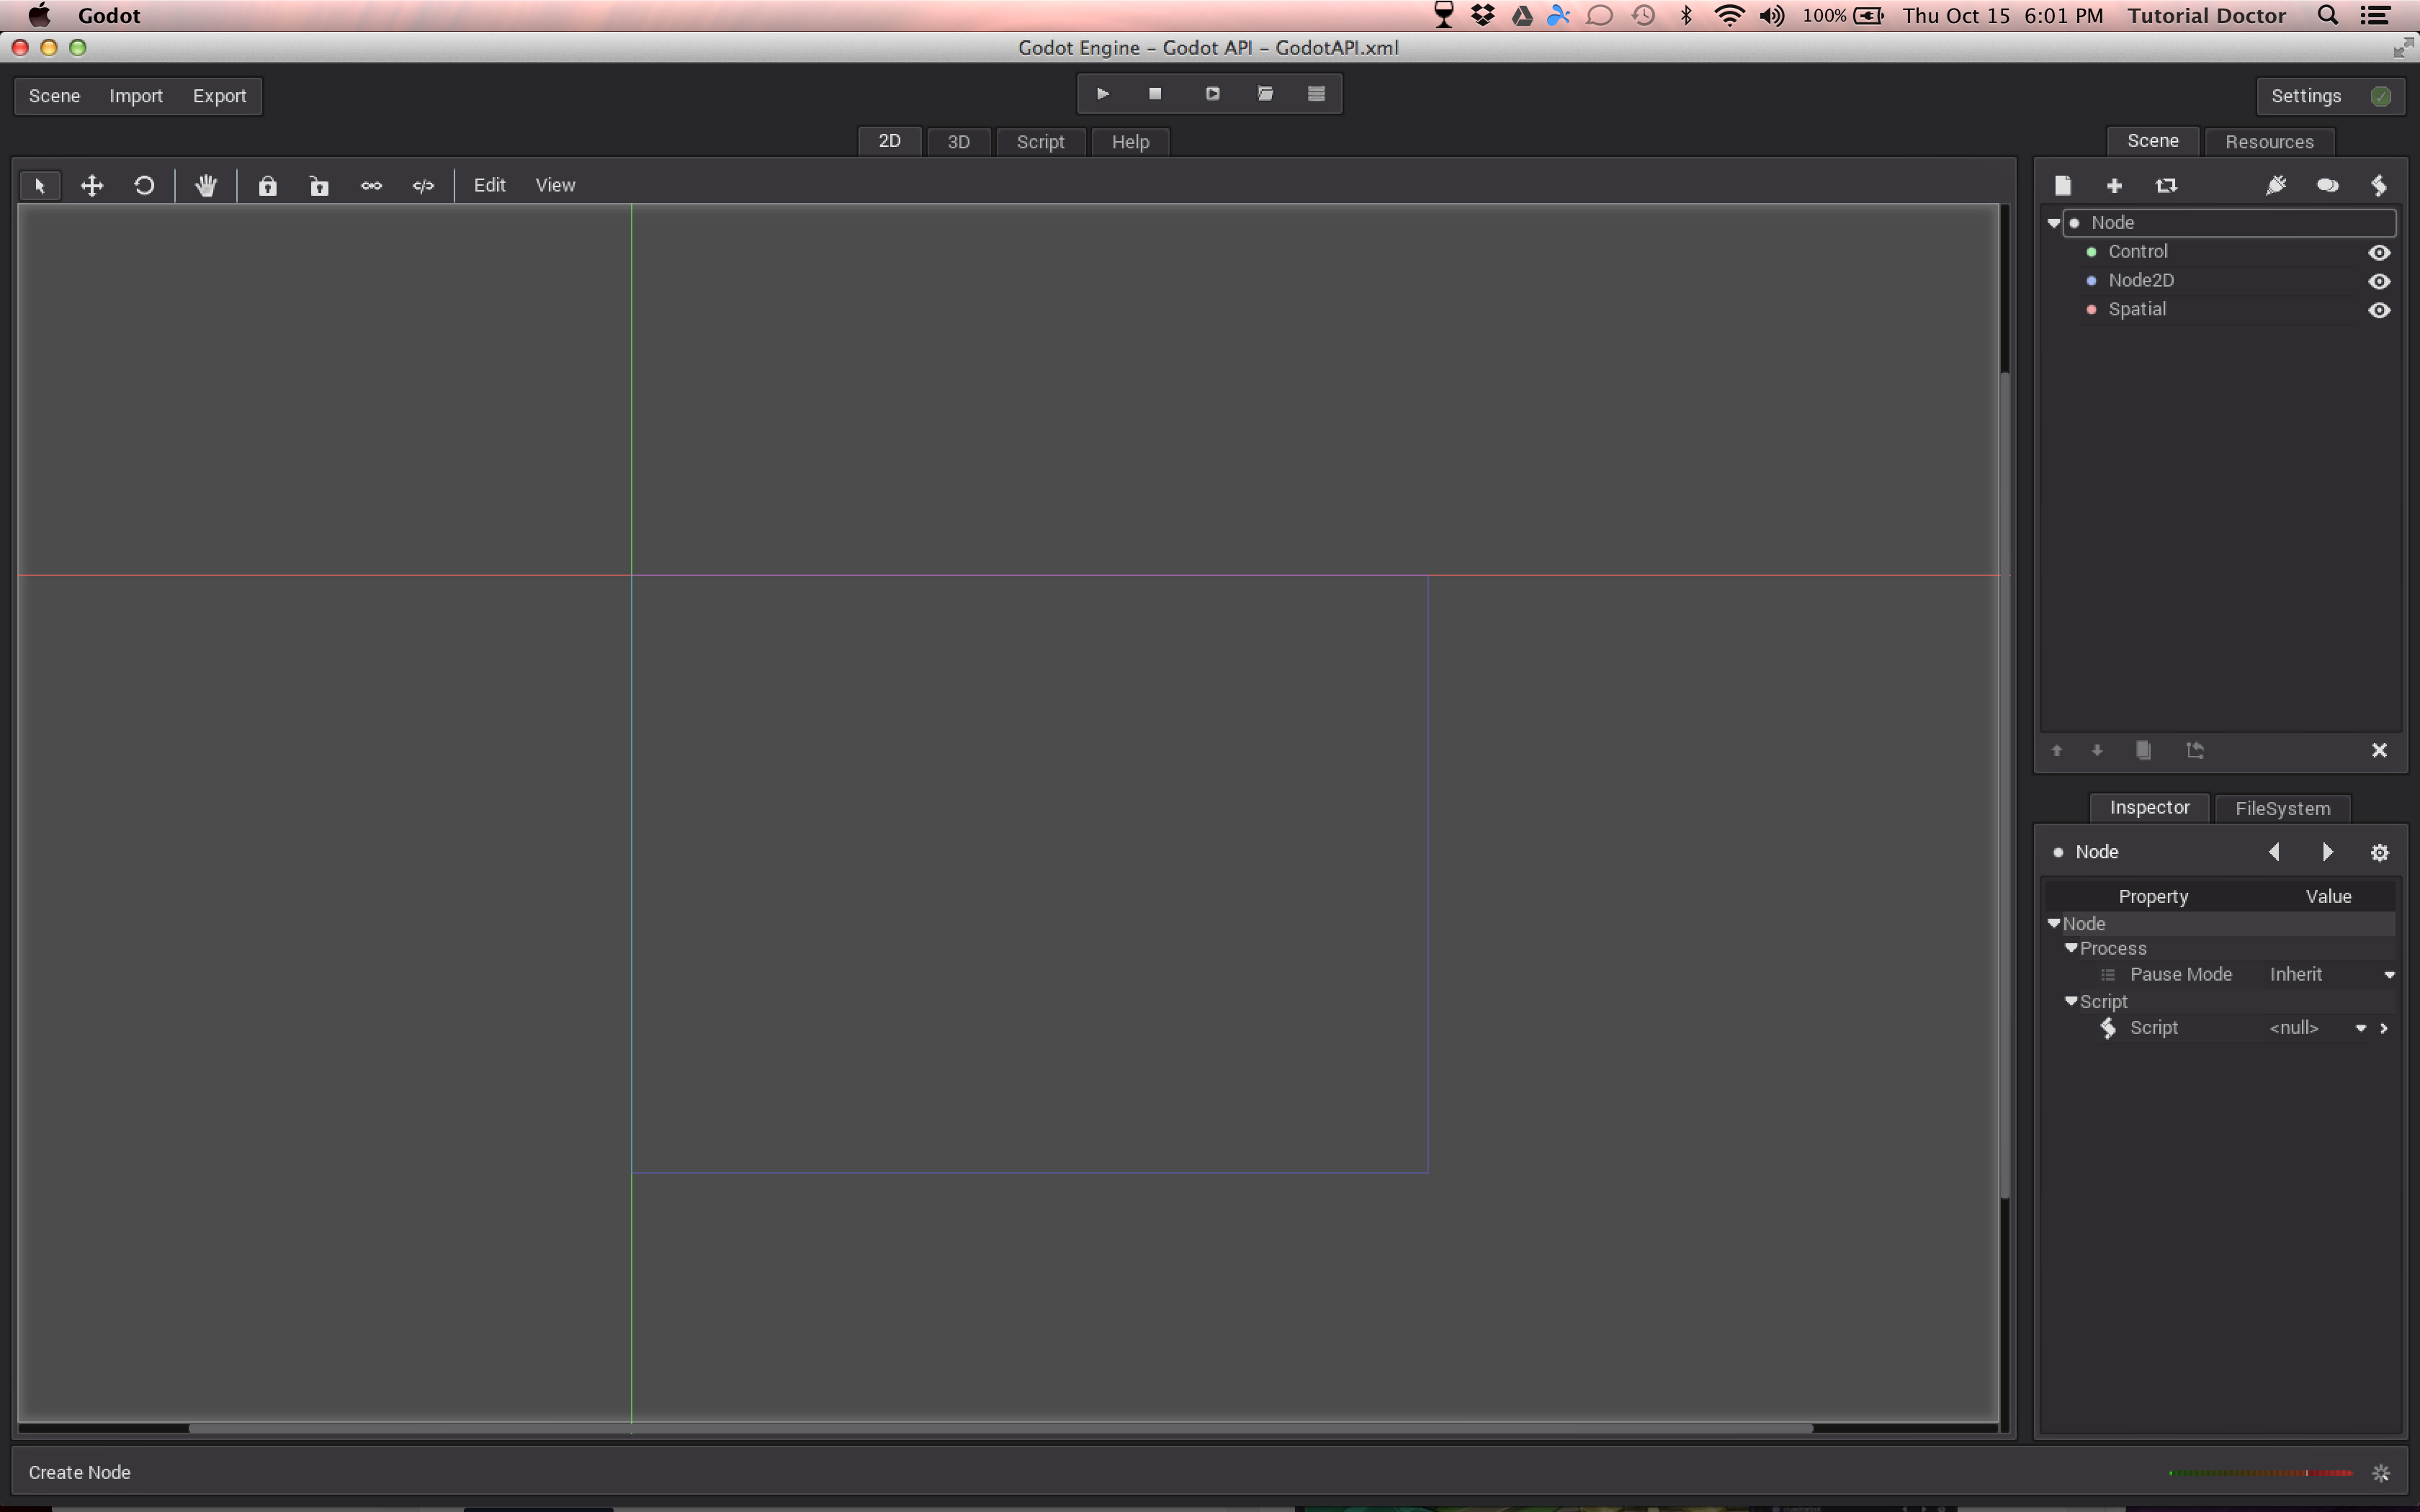 Godot 100% Thu Oct 15 6:01 PM Tutorial Doctor
Godot Engine – Godot API – GodotAPI.xml
Scene Import Export Settings
2D 3D Script Help Scene Resources
Edit View
Node
Control
Node2D
Spatial
Inspector FileSystem
Node
Property Value
Node
Process
Pause Mode Inherit
Script
Script <null>
Create Node